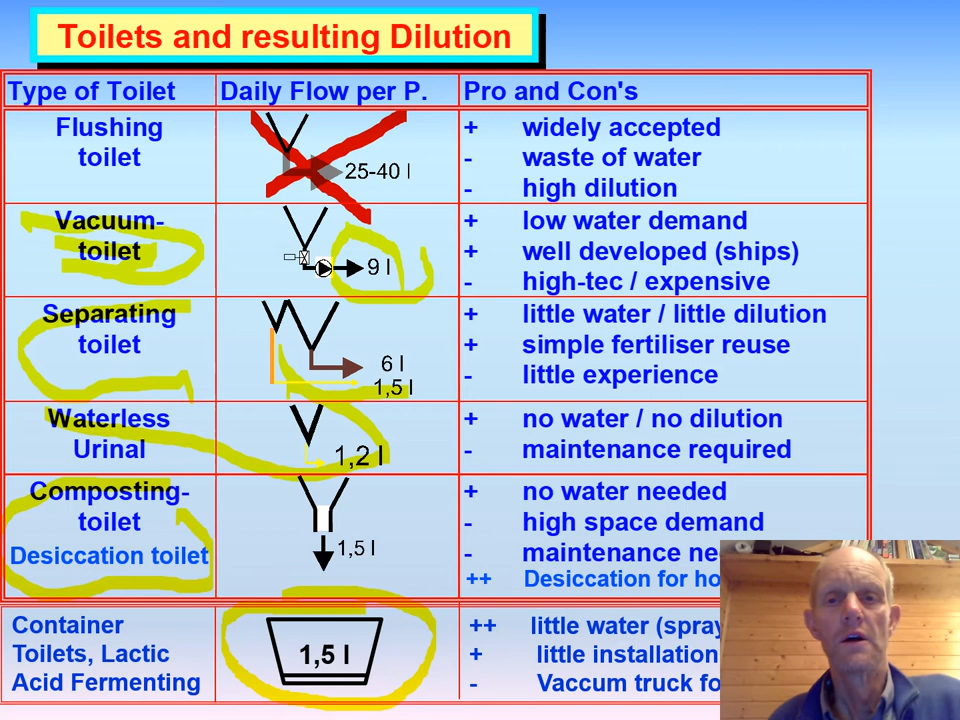 Toilets and resulting Dilution
Type of Toilet Daily Flow per P. Pro and Con's
Flushing
toilet
25-40 l
+ widely accepted
- waste of water
- high dilution
Vacuum-
toilet
9 l
+ low water demand
+ well developed (ships)
- high-tec / expensive
Separating
toilet
6 l
1,5 l
+ little water / little dilution
+ simple fertiliser reuse
- little experience
Waterless
Urinal
1,2 l
+ no water / no dilution
- maintenance required
Composting-
toilet
Desiccation toilet
1,5 l
+ no water needed
- high space demand
- maintenance
++ Desiccation for
Container
Toilets, Lactic
Acid Fermenting
1,5 l
++ little water
+ little installation
- Vaccum truck